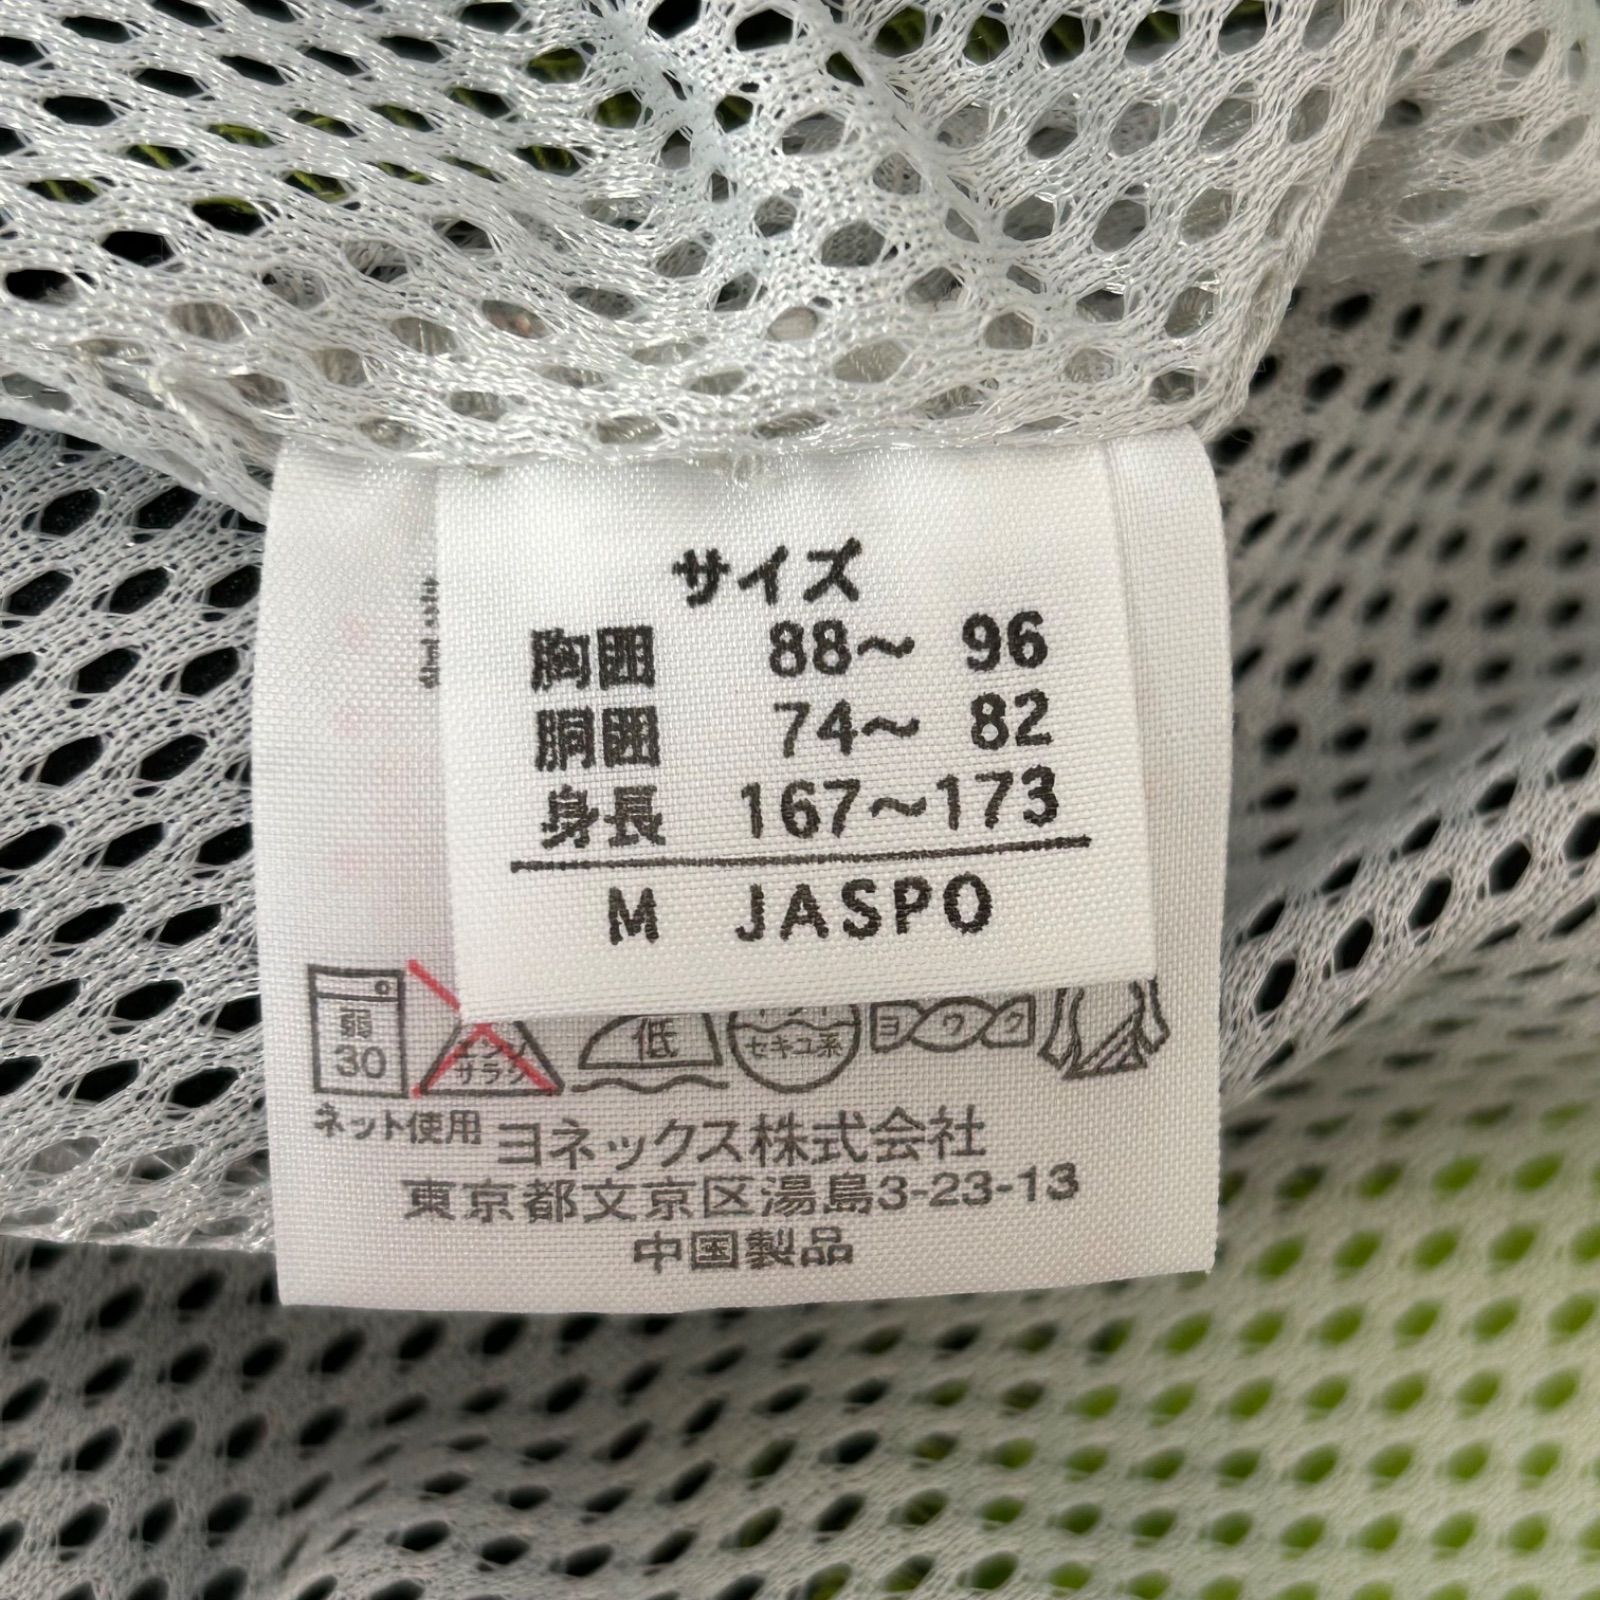 サイズ
胸囲 88～ 96
胴囲 74～ 82
身長 167～173
M JASPO
弱
30
低
セキユ系
ヨワク
ネット使用
ヨネックス株式会社
東京都文京区湯島3-23-13
中国製品